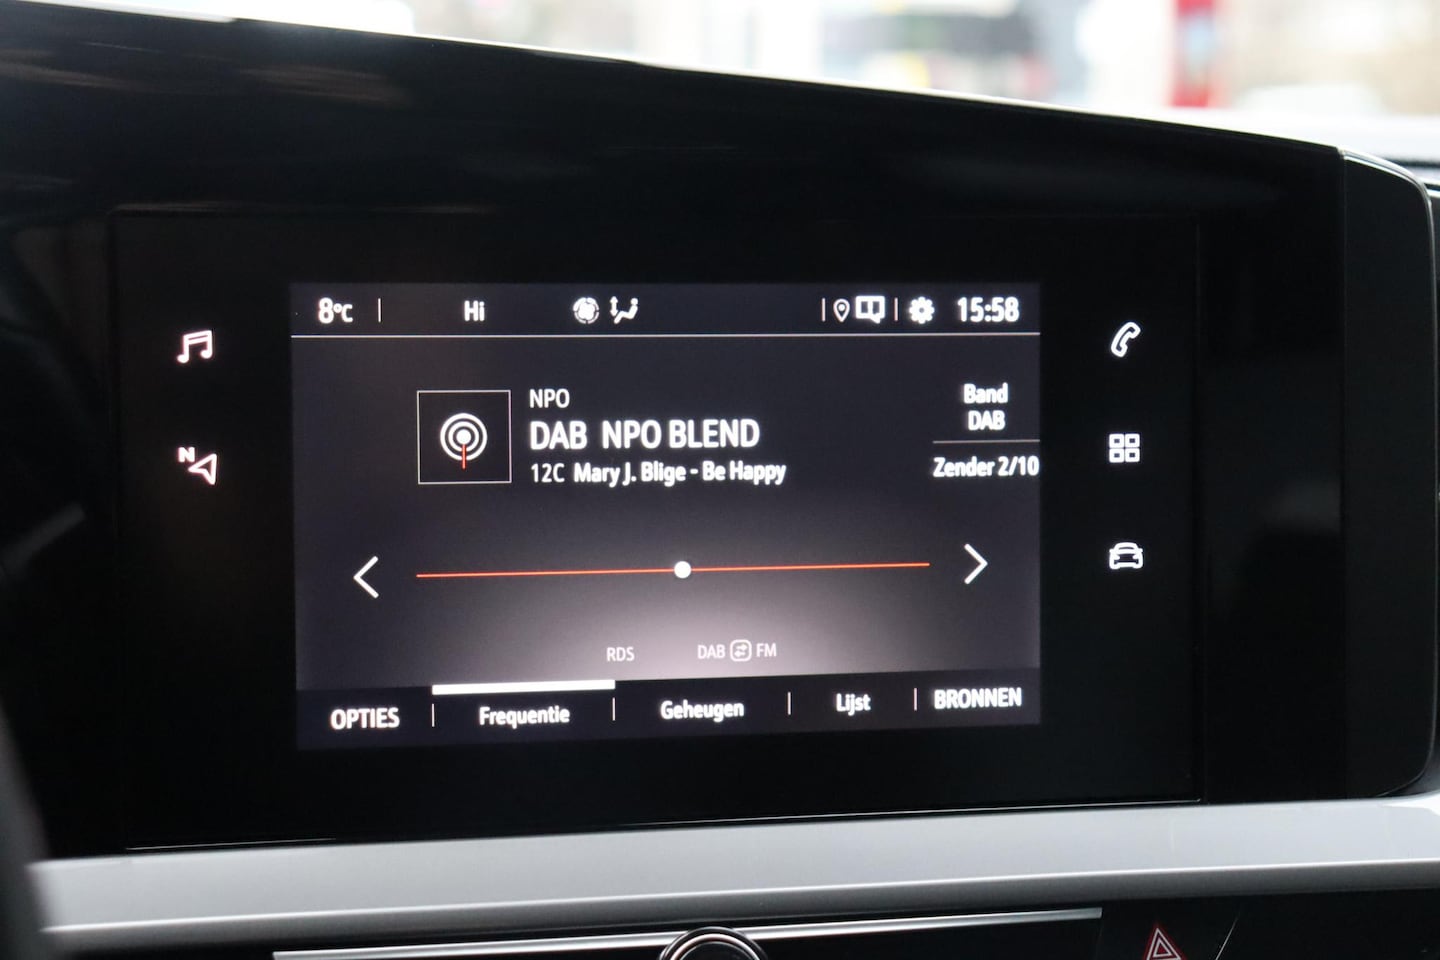 8°C Hi 15:58
NPO
DAB NPO BLEND
12C Mary J. Blige - Be Happy
Band
DAB
Zender 2/10
N
RDS DAB FM
OPTIES Frequentie Geheugen Lijst BRONNEN